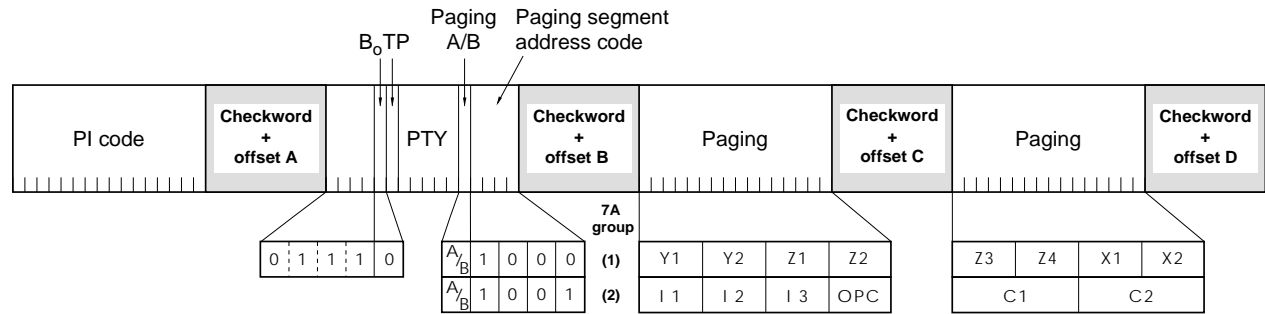 Paging Paging segment
BoTP A/B address code
PI code
Checkword
+
offset A
PTY
Checkword
+
offset B
Paging
Checkword
+
offset C
Paging
Checkword
+
offset D
7A
group
0 1 1 1 0 A/B 1 0 0 0 (1) Y1 Y2 Z1 Z2 Z3 Z4 X1 X2
A/B 1 0 0 1 (2) I1 I2 I3 OPC C1 C2